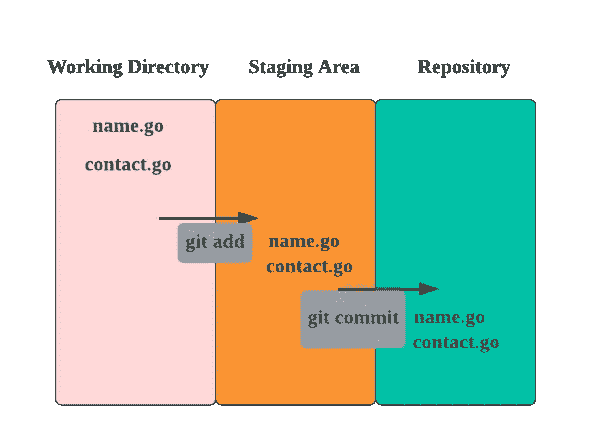 Working Directory
Staging Area
Repository
name.go
contact.go
git add
name.go
contact.go
git commit
name.go
contact.go